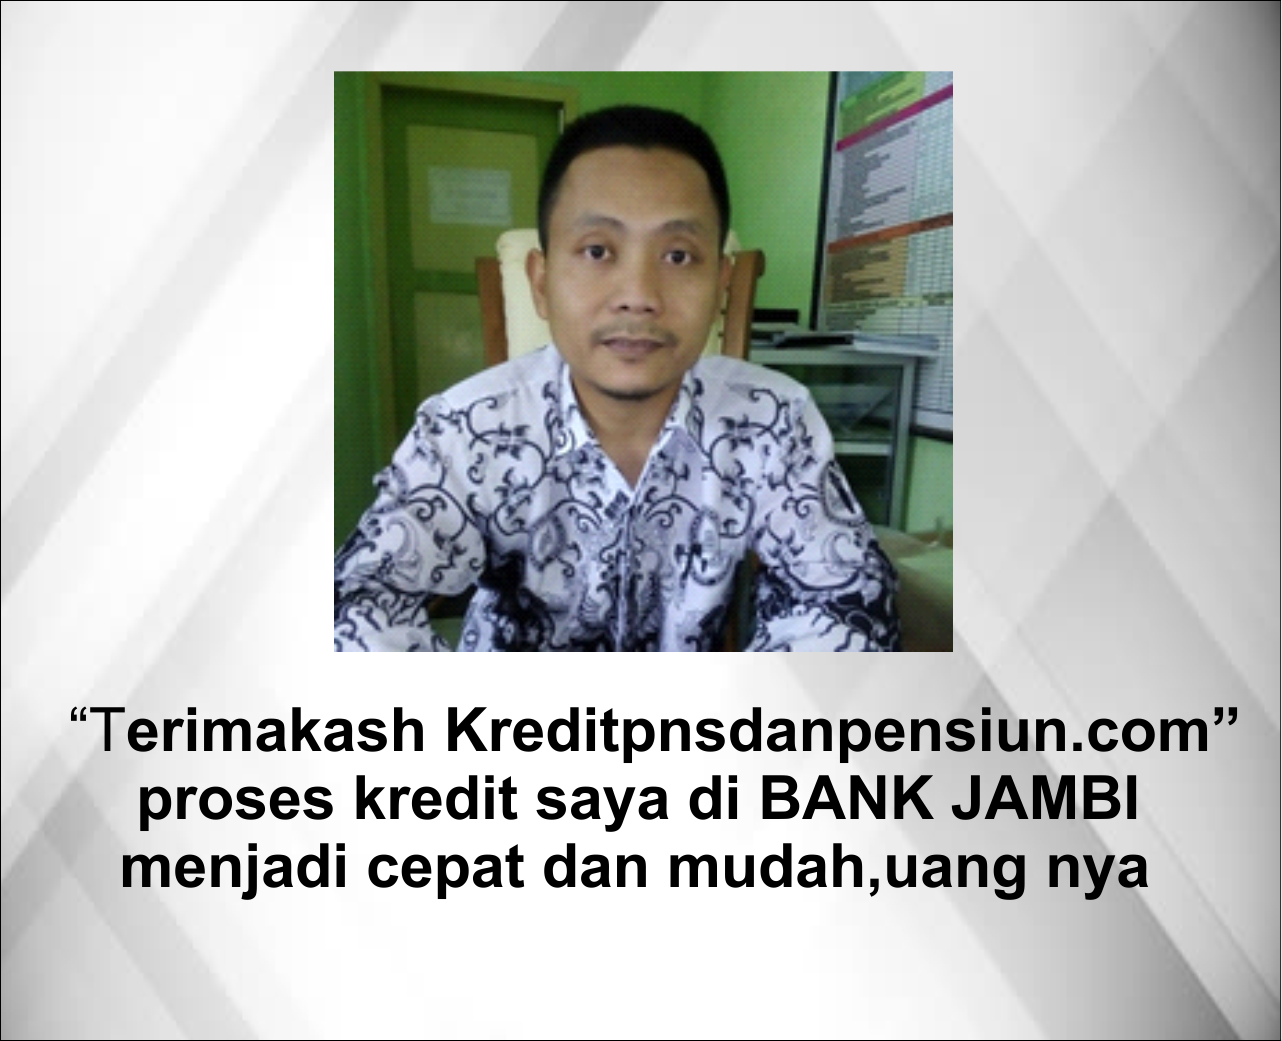 “Terimakash Kreditpnsdanpensiun.com”
proses kredit saya di BANK JAMBI
menjadi cepat dan mudah,uang nya